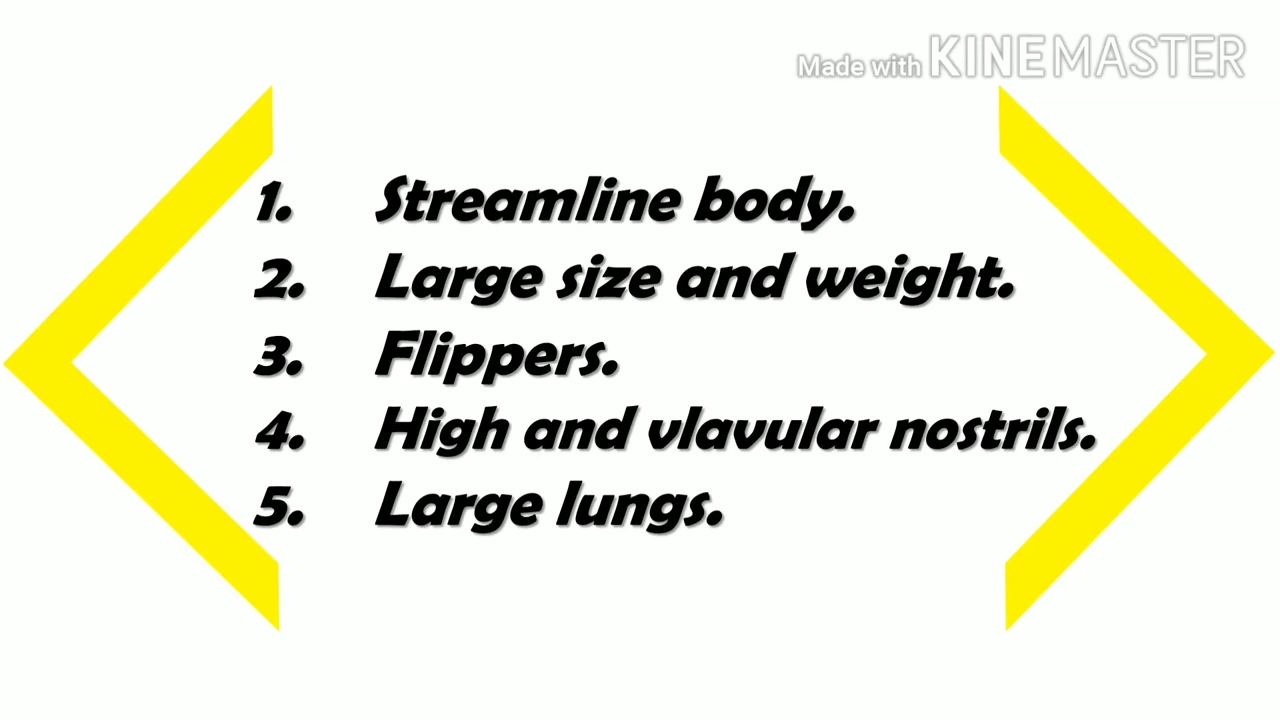 Made with KINEMASTER
1. Streamline body.
2. Large size and weight.
3. Flippers.
4. High and vlavular nostrils.
5. Large lungs.